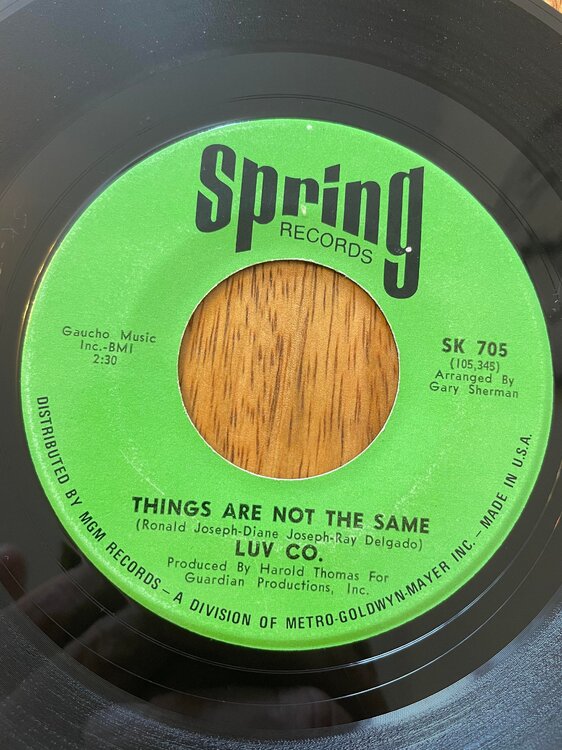 Spring
RECORDS
Gaucho Music
Inc.-BMI
2:30
SK 705
(105,345)
Arranged By
Gary Sherman
THINGS ARE NOT THE SAME
(Ronald Joseph-Diane Joseph-Ray Delgado)
LUV CO.
Produced By Harold Thomas For
Guardian Productions, Inc.
DISTRIBUTED BY MGM RECORDS – A DIVISION OF METRO-GOLDWYN-MAYER INC. – MADE IN U.S.A.